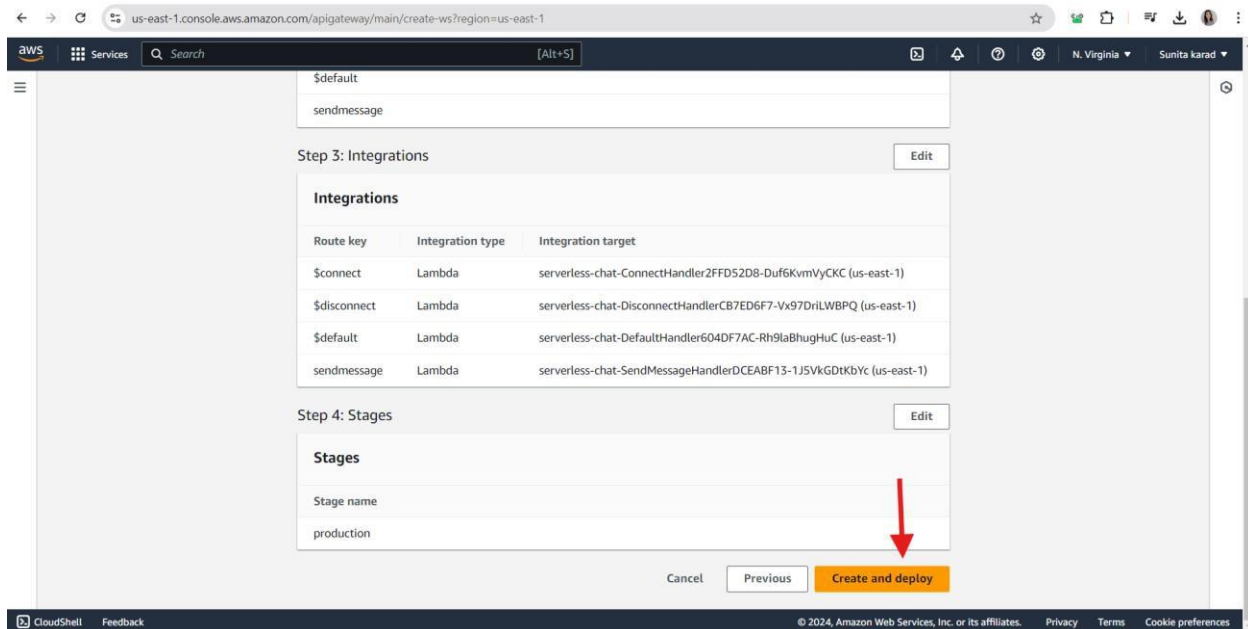 us-east-1.console.aws.amazon.com/apigateway/main/create-ws?region=us-east-1
aws Services Search [Alt+S] N. Virginia ▼ Sunita karad ▼
$default
sendmessage
Step 3: Integrations Edit
Integrations
Route key Integration type Integration target
$connect Lambda serverless-chat-ConnectHandler2FFD52D8-Duf6KvmVyCKC (us-east-1)
$disconnect Lambda serverless-chat-DisconnectHandlerCB7ED6F7-Vx97DriLWBPQ (us-east-1)
$default Lambda serverless-chat-DefaultHandler604DF7AC-Rh9laBhugHuC (us-east-1)
sendmessage Lambda serverless-chat-SendMessageHandlerDCEABF13-1J5VkGDtKbYc (us-east-1)
Step 4: Stages Edit
Stages
Stage name
production
Cancel Previous Create and deploy
CloudShell Feedback © 2024, Amazon Web Services, Inc. or its affiliates. Privacy Terms Cookie preferences